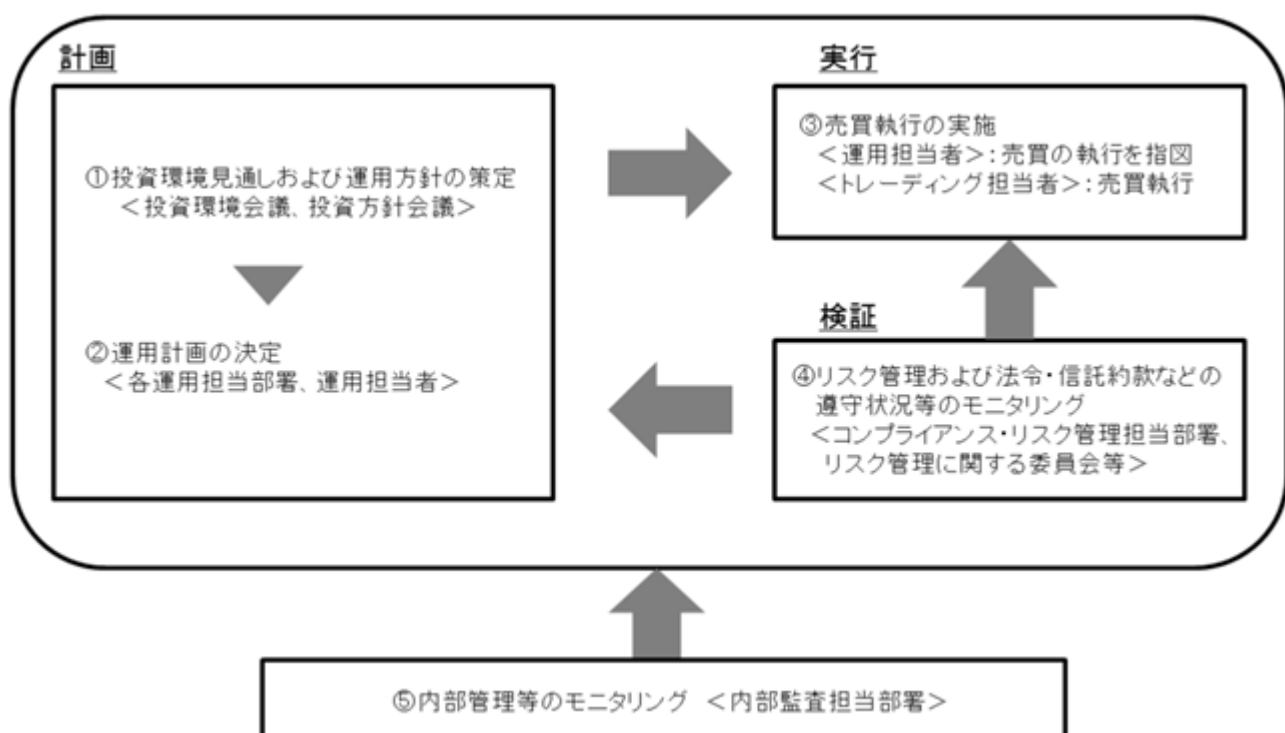 計画
①投資環境見通しおよび運用方針の策定
＜投資環境会議、投資方針会議＞
②運用計画の決定
＜各運用担当部署、運用担当者＞
実行
③売買執行の実施
＜運用担当者＞：売買の執行を指図
＜トレーディング担当者＞：売買執行
検証
④リスク管理および法令・信託約款などの
遵守状況等のモニタリング
＜コンプライアンス・リスク管理担当部署、
リスク管理に関する委員会等＞
⑤内部管理等のモニタリング ＜内部監査担当部署＞